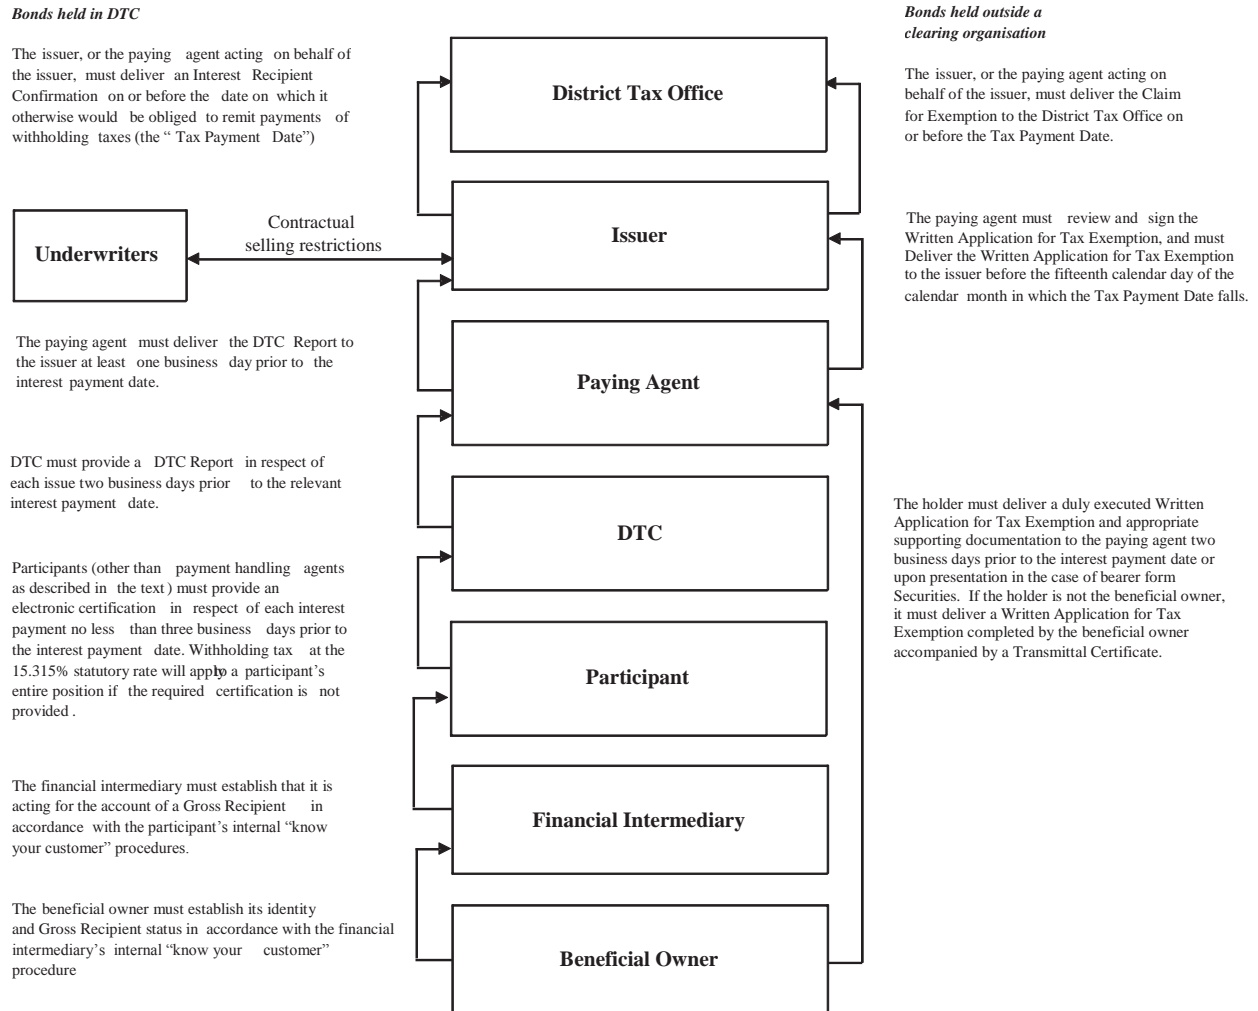 Bonds held in DTC
The issuer, or the paying agent acting on behalf of
the issuer, must deliver an Interest Recipient
Confirmation on or before the date on which it
otherwise would be obliged to remit payments of
withholding taxes (the “ Tax Payment Date”)
Bonds held outside a
clearing organisation
The issuer, or the paying agent acting on
behalf of the issuer, must deliver the Claim
for Exemption to the District Tax Office on
or before the Tax Payment Date.
District Tax Office
Underwriters
Contractual
selling restrictions
Issuer
The paying agent must review and sign the
Written Application for Tax Exemption, and must
Deliver the Written Application for Tax Exemption
to the issuer before the fifteenth calendar day of the
calendar month in which the Tax Payment Date falls.
The paying agent must deliver the DTC Report to
the issuer at least one business day prior to the
interest payment date.
Paying Agent
DTC must provide a DTC Report in respect of
each issue two business days prior to the relevant
interest payment date.
DTC
The holder must deliver a duly executed Written
Application for Tax Exemption and appropriate
supporting documentation to the paying agent two
business days prior to the interest payment date or
upon presentation in the case of bearer form
Securities. If the holder is not the beneficial owner,
it must deliver a Written Application for Tax
Exemption completed by the beneficial owner
accompanied by a Transmittal Certificate.
Participants (other than payment handling agents
as described in the text) must provide an
electronic certification in respect of each interest
payment no less than three business days prior to
the interest payment date. Withholding tax at the
15.315% statutory rate will apply to a participant’s
entire position if the required certification is not
provided .
Participant
The financial intermediary must establish that it is
acting for the account of a Gross Recipient in
accordance with the participant’s internal “know
your customer” procedures.
Financial Intermediary
The beneficial owner must establish its identity
and Gross Recipient status in accordance with the financial
intermediary’s internal “know your customer”
procedure
Beneficial Owner